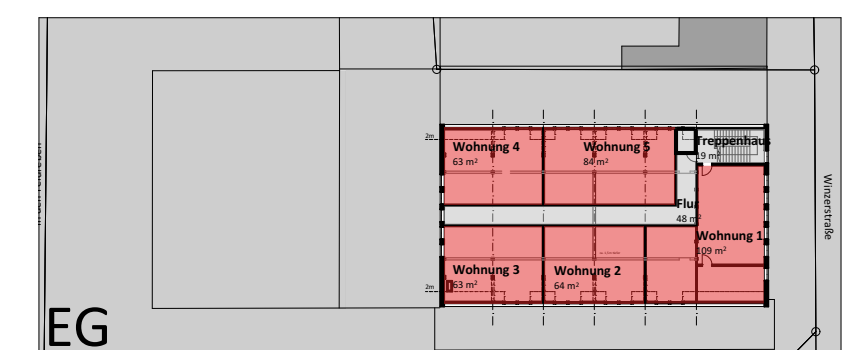 2m
Wohnung 4
63 m²
Wohnung 5
84 m²
Treppenhaus
19 m²
Flur
48 m²
Wohnung 1
109 m²
Wohnung 3
63 m²
Wohnung 2
64 m²
2m
Winzerstraße
EG